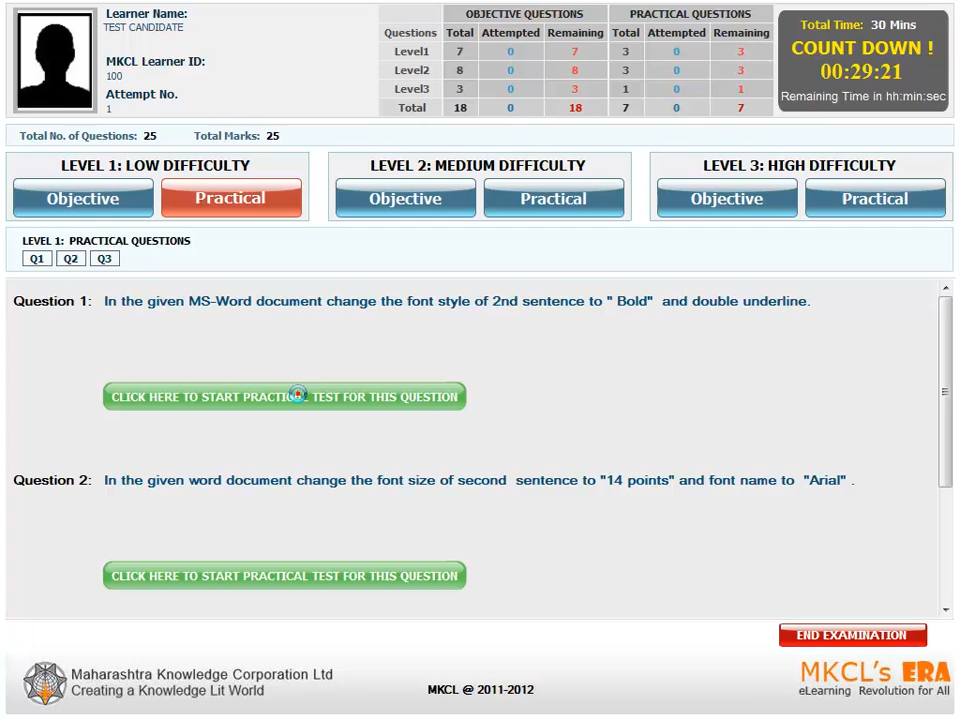 Learner Name:
TEST CANDIDATE
MKCL Learner ID:
100
Attempt No.
1
OBJECTIVE QUESTIONS PRACTICAL QUESTIONS
Questions Total Attempted Remaining Total Attempted Remaining
Level1 7 0 7 3 0 3
Level2 8 0 8 3 0 3
Level3 3 0 3 1 0 1
Total 18 0 18 7 0 7
Total Time: 30 Mins
COUNT DOWN !
00:29:21
Remaining Time in hh:min:sec
Total No. of Questions: 25 Total Marks: 25
LEVEL 1: LOW DIFFICULTY
Objective Practical
LEVEL 2: MEDIUM DIFFICULTY
Objective Practical
LEVEL 3: HIGH DIFFICULTY
Objective Practical
LEVEL 1: PRACTICAL QUESTIONS
Q1 Q2 Q3
Question 1: In the given MS-Word document change the font style of 2nd sentence to " Bold" and double underline.
CLICK HERE TO START PRACTICAL TEST FOR THIS QUESTION
Question 2: In the given word document change the font size of second sentence to "14 points" and font name to "Arial" .
CLICK HERE TO START PRACTICAL TEST FOR THIS QUESTION
END EXAMINATION
Maharashtra Knowledge Corporation Ltd
Creating a Knowledge Lit World
MKCL @ 2011-2012
MKCL's ERA
eLearning Revolution for All